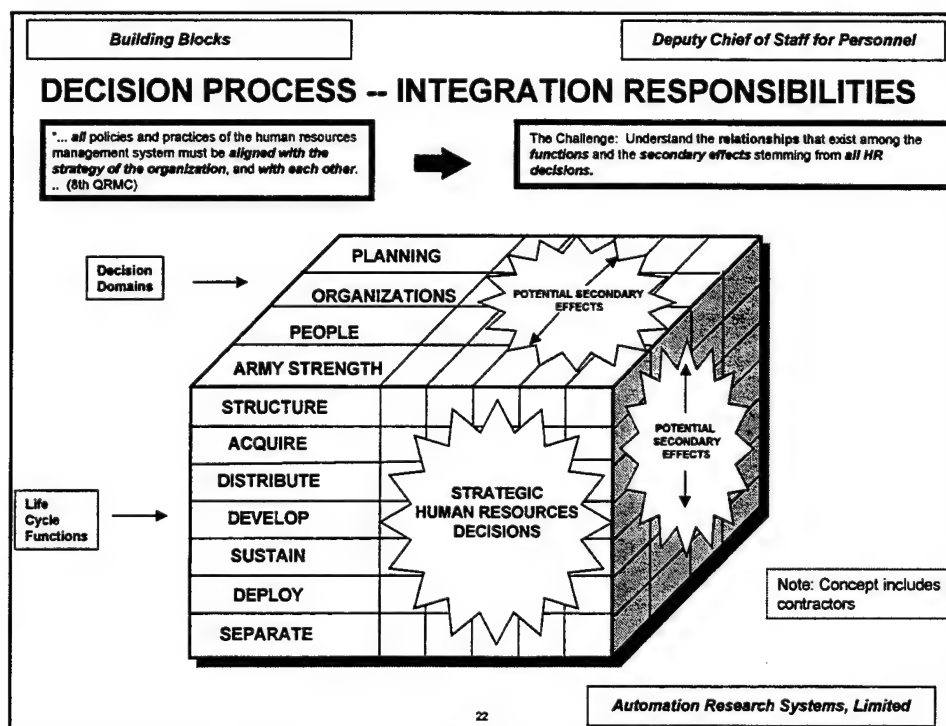 Building Blocks
Deputy Chief of Staff for Personnel
DECISION PROCESS -- INTEGRATION RESPONSIBILITIES
"... all policies and practices of the human resources
management system must be aligned with the
strategy of the organization, and with each other.
.. (8th QRMC)
The Challenge: Understand the relationships that exist among the
functions and the secondary effects stemming from all HR
decisions.
Decision
Domains
PLANNING
ORGANIZATIONS
PEOPLE
ARMY STRENGTH
POTENTIAL SECONDARY
EFFECTS
Life
Cycle
Functions
STRUCTURE
ACQUIRE
DISTRIBUTE
DEVELOP
SUSTAIN
DEPLOY
SEPARATE
STRATEGIC
HUMAN RESOURCES
DECISIONS
POTENTIAL
SECONDARY
EFFECTS
Note: Concept includes
contractors
22
Automation Research Systems, Limited